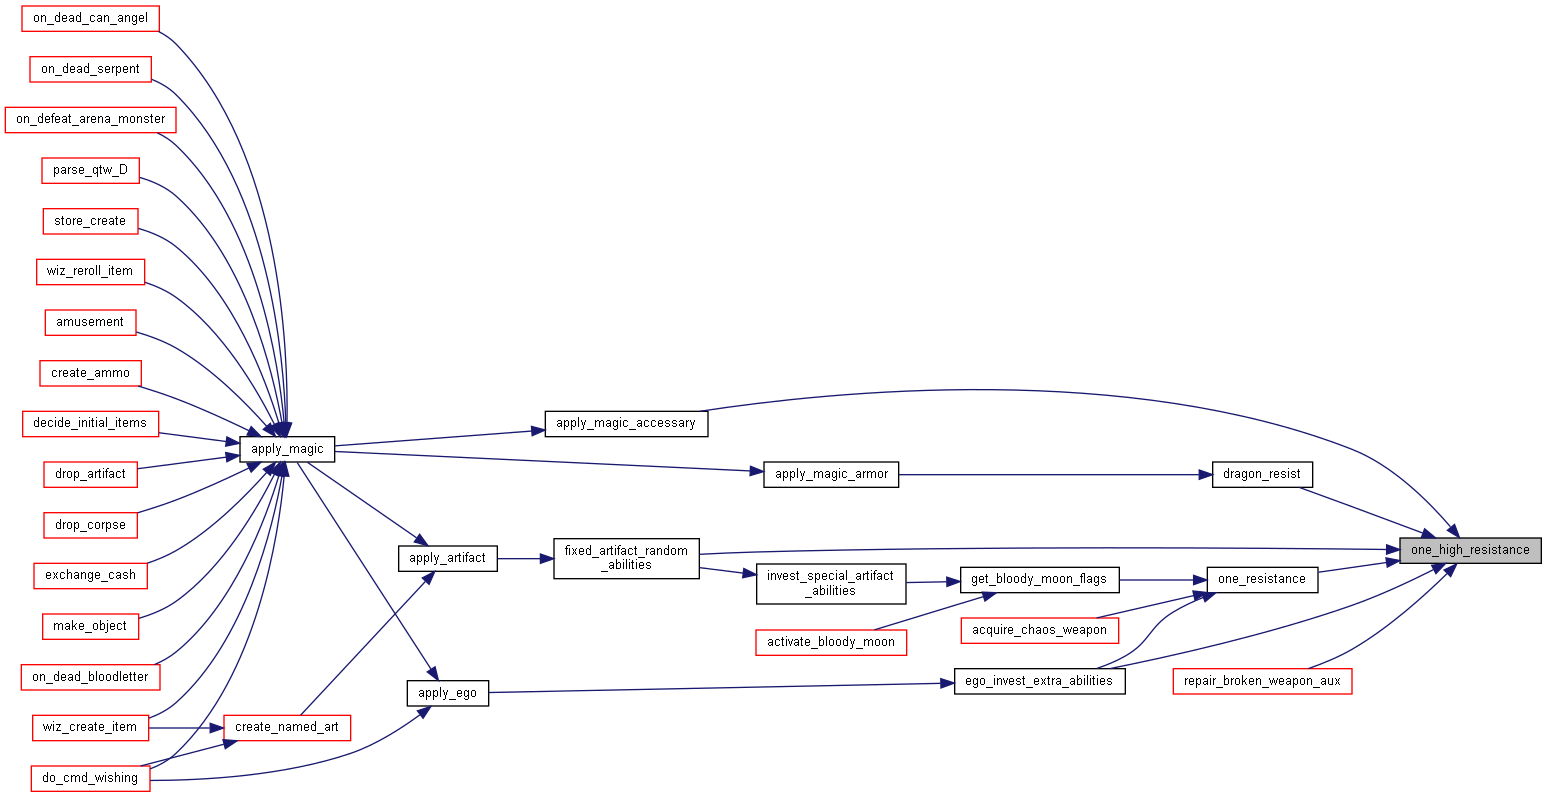 on_dead_can_angel
on_dead_serpent
on_defeat_arena_monster
parse_qtw_D
store_create
wiz_reroll_item
amusement
create_ammo
decide_initial_items
drop_artifact
drop_corpse
exchange_cash
make_object
on_dead_bloodletter
wiz_create_item
do_cmd_wishing
apply_magic
create_named_art
apply_artifact
apply_ego
apply_magic_accessary
fixed_artifact_random
_abilities
apply_magic_armor
invest_special_artifact
_abilities
activate_bloody_moon
get_bloody_moon_flags
acquire_chaos_weapon
ego_invest_extra_abilities
dragon_resist
one_resistance
repair_broken_weapon_aux
one_high_resistance